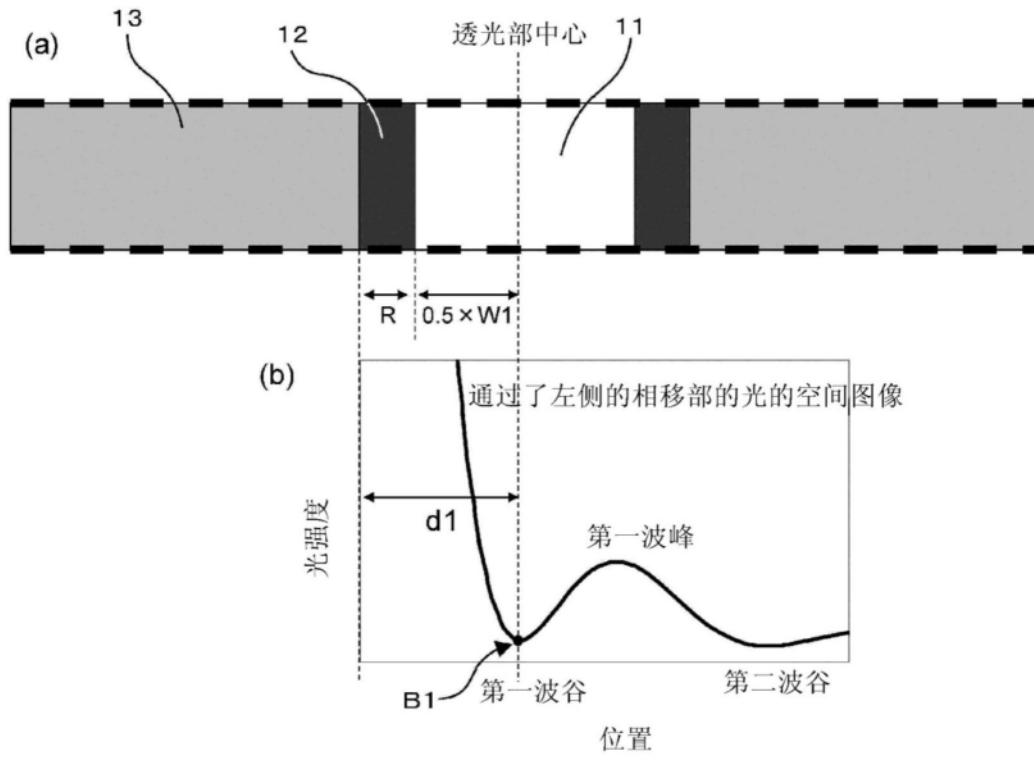 (a)
13
12
透光部中心
11
R
0.5×W1
(b)
通过了左侧的相移部的光的空间图像
光强度
d1
第一波峰
B1
第一波谷
第二波谷
位置